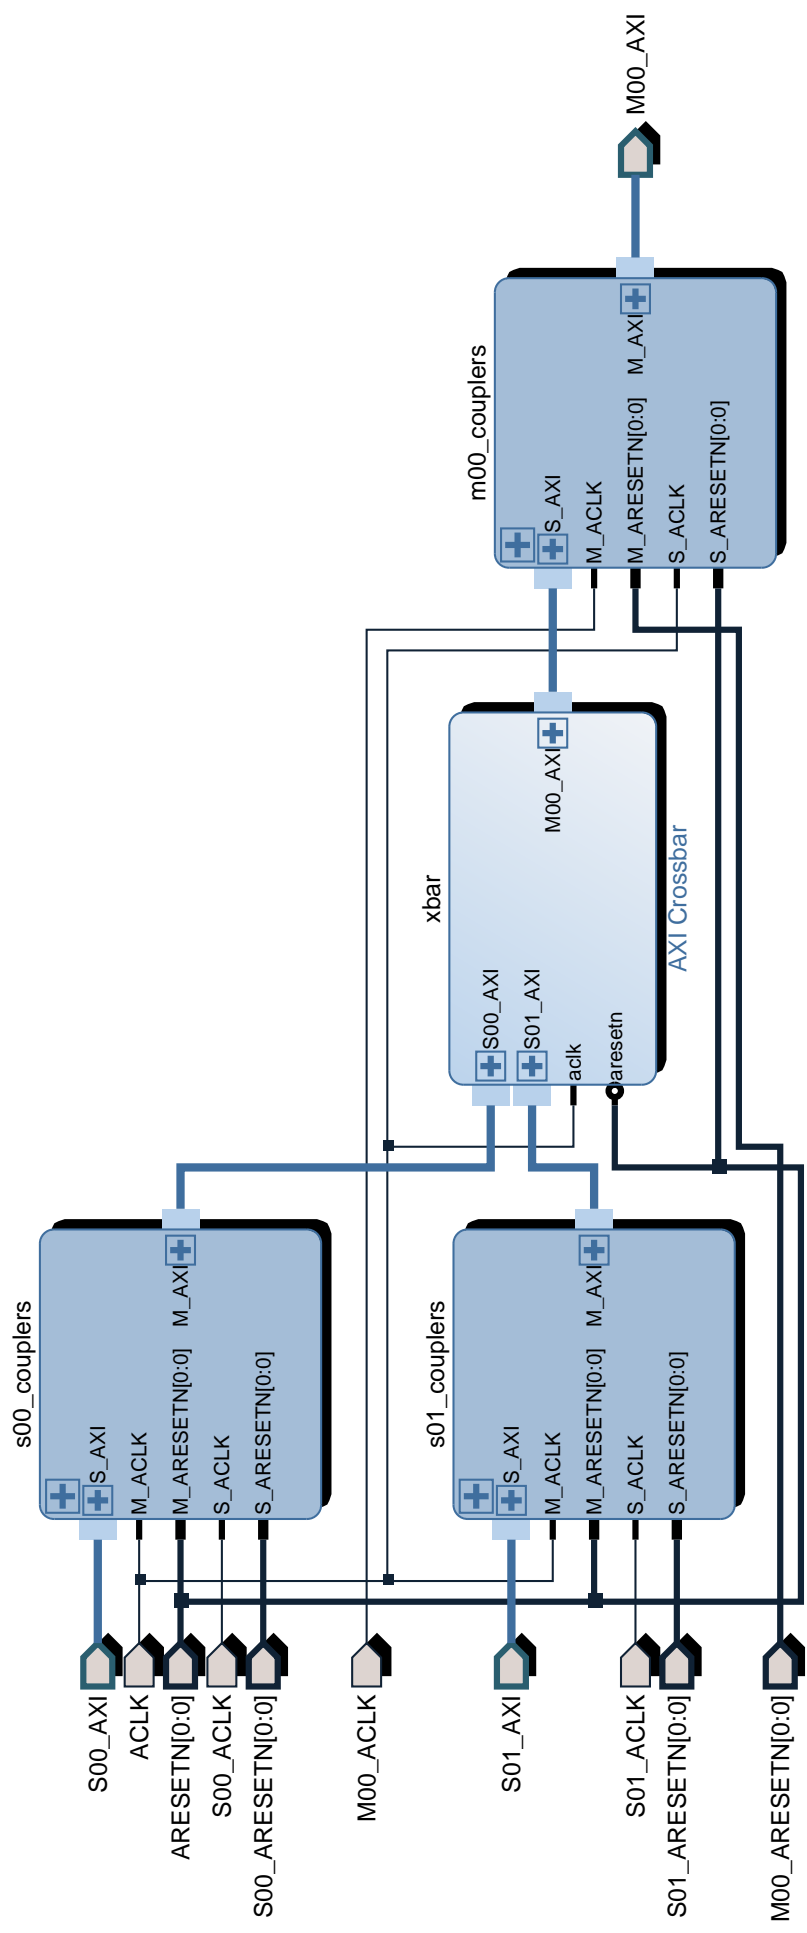 S00_AXI
ACLK
ARESETN[0:0]
S00_ACLK
S00_ARESETN[0:0]
M00_ACLK
S01_AXI
S01_ACLK
S01_ARESETN[0:0]
M00_ARESETN[0:0]
s00_couplers
S_AXI
M_ACLK
M_ARESETN[0:0]
S_ACLK
S_ARESETN[0:0]
M_AXI
s01_couplers
S_AXI
M_ACLK
M_ARESETN[0:0]
S_ACLK
S_ARESETN[0:0]
M_AXI
xbar
S00_AXI
S01_AXI
aclk
aresetn
M00_AXI
AXI Crossbar
m00_couplers
S_AXI
M_ACLK
M_ARESETN[0:0]
S_ACLK
S_ARESETN[0:0]
M_AXI
M00_AXI